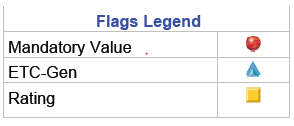 Flags Legend
Mandatory Value
ETC-Gen
Rating